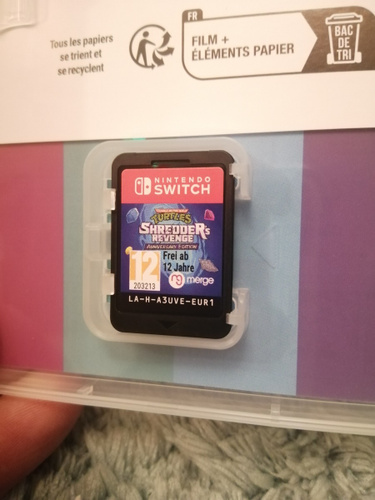 Tous les papiers
se trient et
se recyclent
FR
FILM +
ÉLÉMENTS PAPIER
BAC
DE
TRI
NINTENDO
SWITCH
TURTLES
SHREDDER'S
REVENGE
ANNIVERSARY EDITION
12
203213
Frei ab
12 Jahre
merge
LA-H-A3UVE-EUR1